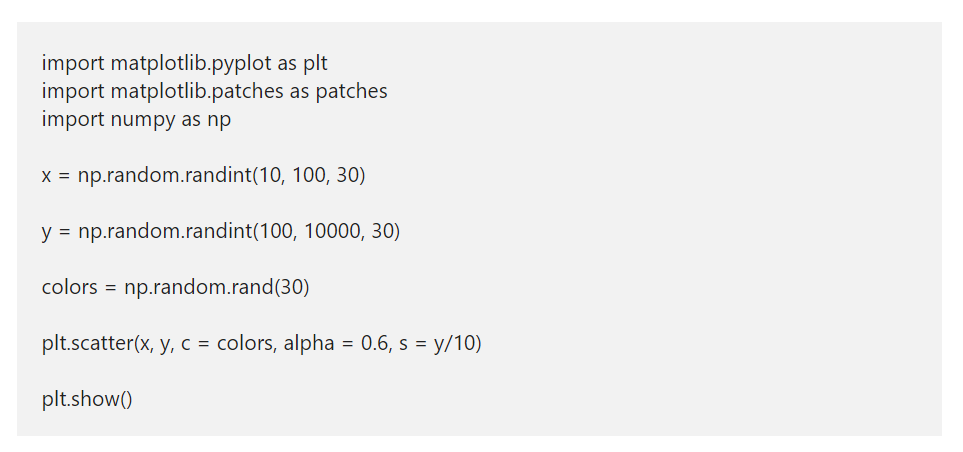 import matplotlib.pyplot as plt
import matplotlib.patches as patches
import numpy as np
x = np.random.randint(10, 100, 30)
y = np.random.randint(100, 10000, 30)
colors = np.random.rand(30)
plt.scatter(x, y, c = colors, alpha = 0.6, s = y/10)
plt.show()